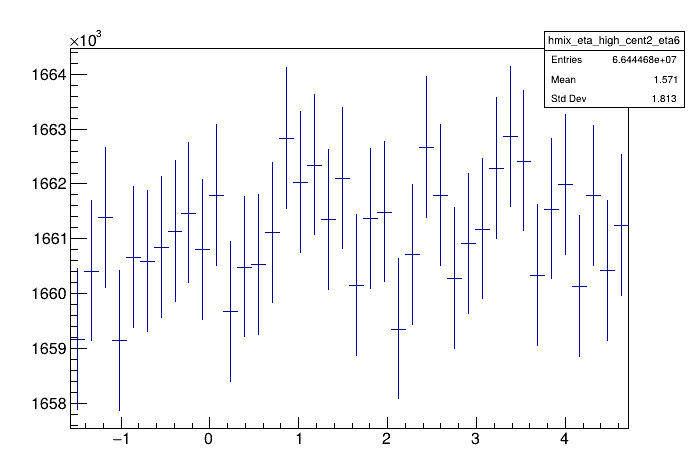 ×10³
hmix_eta_high_cent2_eta6
Entries 6.644468e+07
Mean 1.571
Std Dev 1.813
1664
1663
1662
1661
1660
1659
1658
−1 0 1 2 3 4